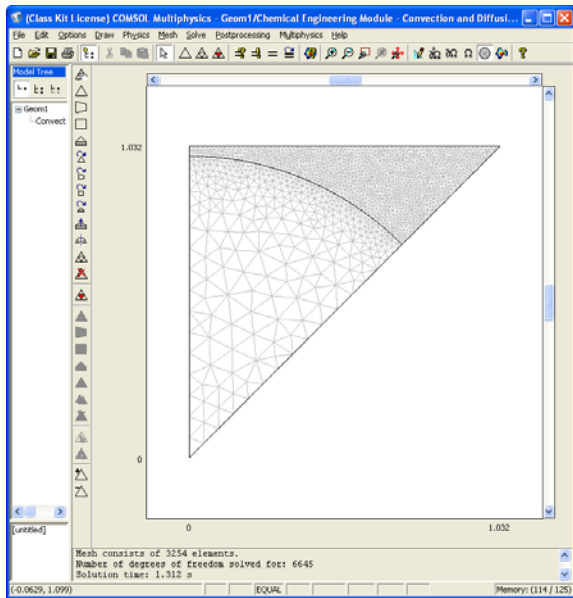 (Class Kit License) COMSOL Multiphysics - Geom1/Chemical Engineering Module - Convection and Diffusi...
File Edit Options Draw Physics Mesh Solve Postprocessing Multiphysics Help
Model Tree
Geom1
Convect
1.032
0
0
1.032
[untitled]
Mesh consists of 3254 elements.
Number of degrees of freedom solved for: 6645
Solution time: 1.312 s
(-0.0629, 1.099)
EQUAL
Memory: (114 / 125)